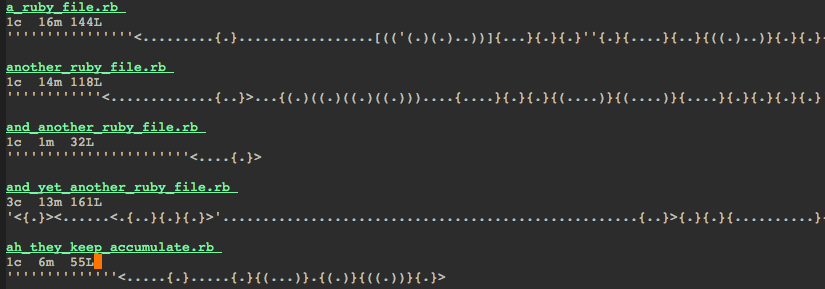 a_ruby_file.rb
1c  16m 144L
''''''''''''''''<.........{.}.................[(('(.)(.)..))]{...}{.}{.}''{.}{....}{..}{((.)..)}{.}{.}{.}-
another_ruby_file.rb
1c  14m 118L
''''''''''''<.............{..}>...{(.)((.)((.)((.)))....{....}{.}{.}{(....)}{(....)}{....}{.}{.}{.}{.}
and_another_ruby_file.rb
1c  1m  32L
'''''''''''''''''''''''<....{.}>
and_yet_another_ruby_file.rb
3c  13m 161L
'<{.}><......<.{..}{.}{.}>'.....................................................{..}>{.}{.}{..........}-
ah_they_keep_accumulate.rb
1c  6m  55L
''''''''''''''<.....{.}.....{.}{(...)}.{(.)}{((.))}{.}>